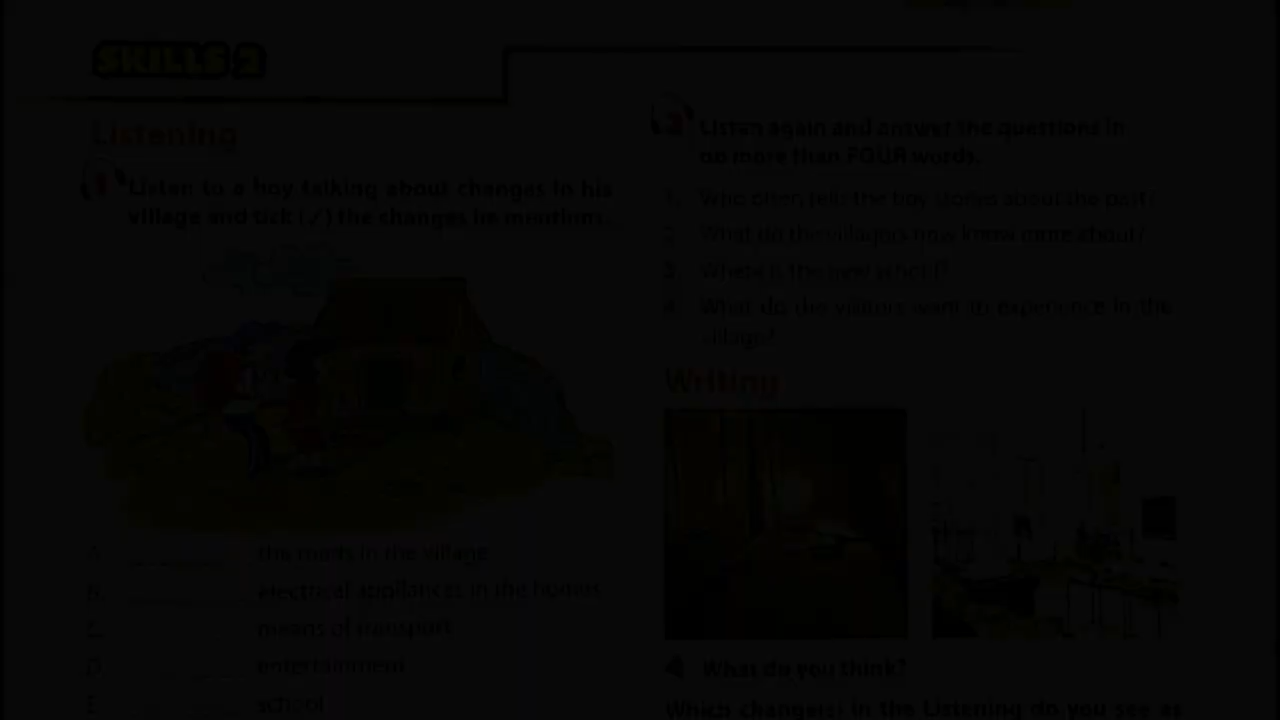 SKILLS 2
Listening
1 Listen to a boy talking about changes in his
village and tick (✓) the changes he mentions.
A. the roads in the village
B. electrical appliances in the homes
C. means of transport
D. entertainment
E. school
2 Listen again and answer the questions in
no more than FOUR words.
1. Who often tells the boy stories about the past?
2. What do the villagers now know more about?
3. Where is the new school?
4. What do the visitors want to experience in the
village?
Writing
4 What do you think?
Which change(s) in the Listening do you see as